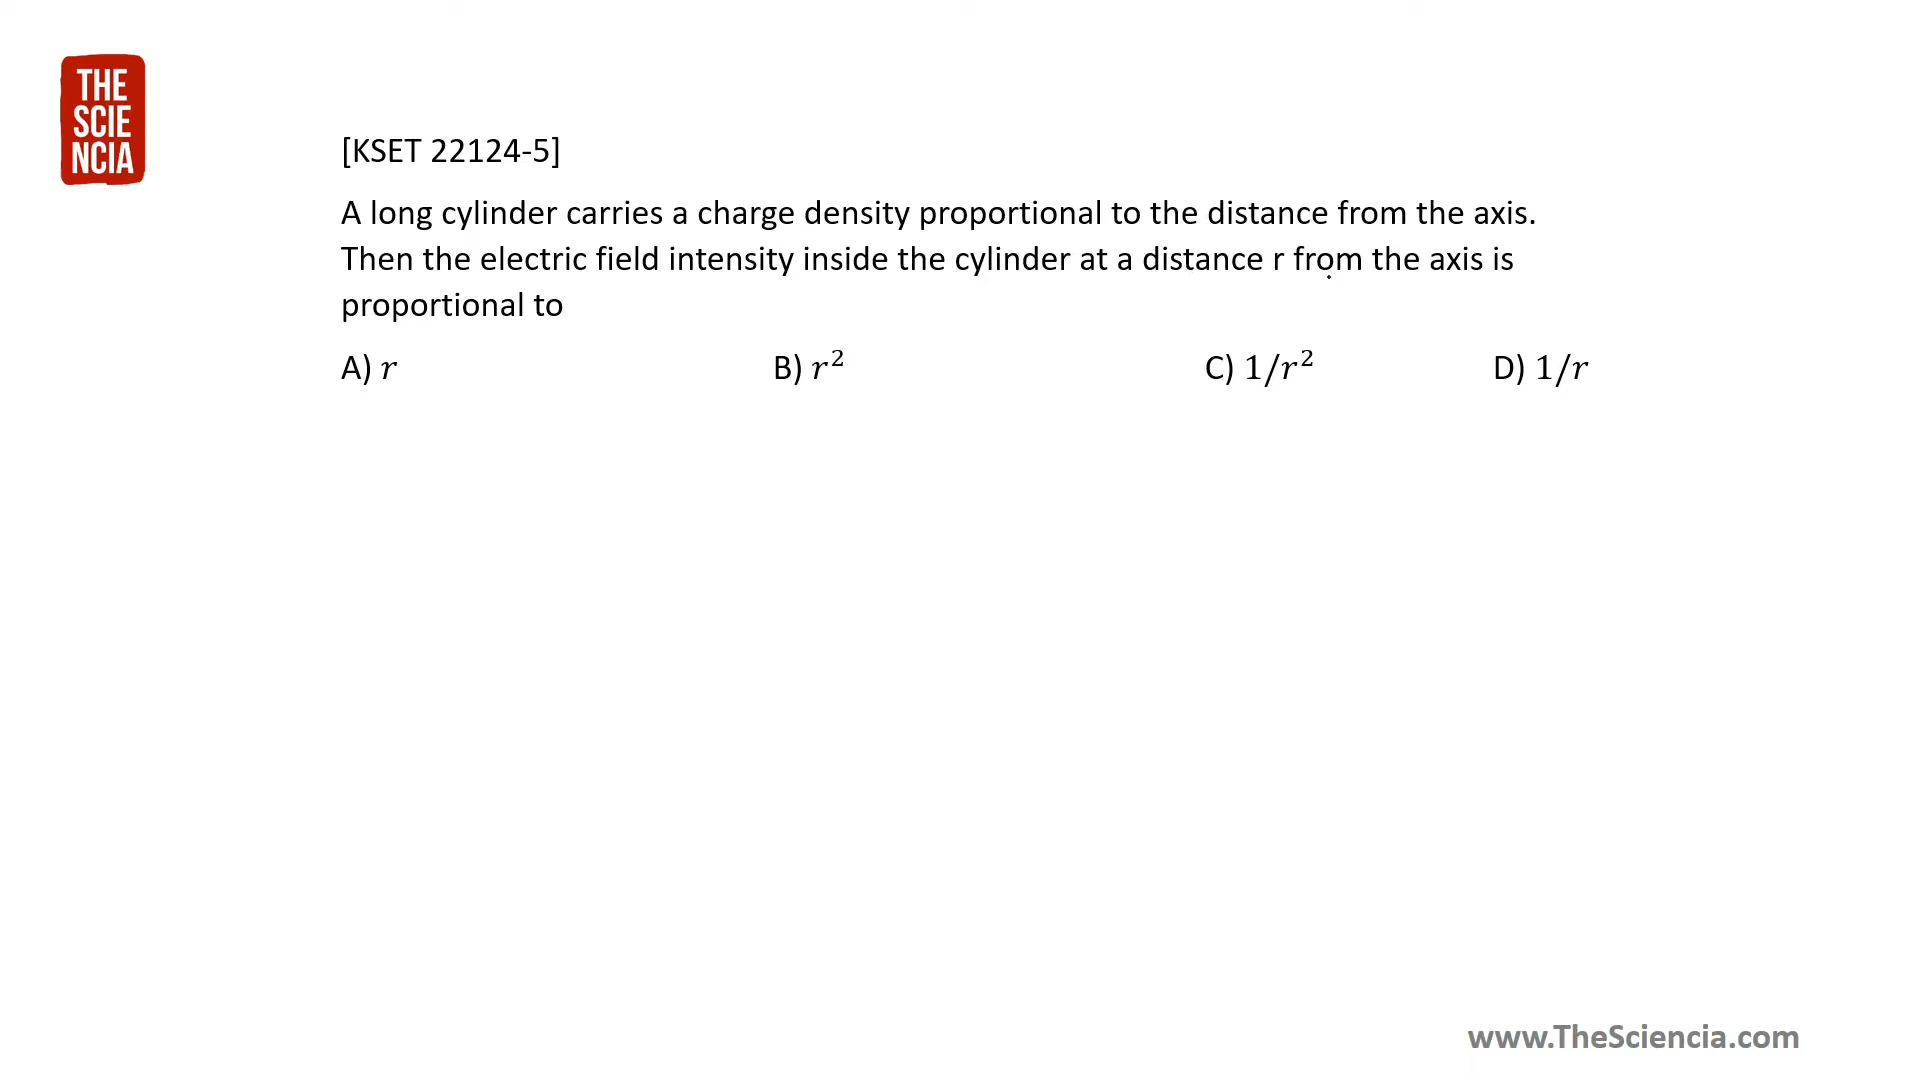 THE
SCIE
NCIA
[KSET 22124-5]
A long cylinder carries a charge density proportional to the distance from the axis.
Then the electric field intensity inside the cylinder at a distance r from the axis is
proportional to
A) 𝑟 B) 𝑟² C) 1/𝑟² D) 1/𝑟
www.TheSciencia.com